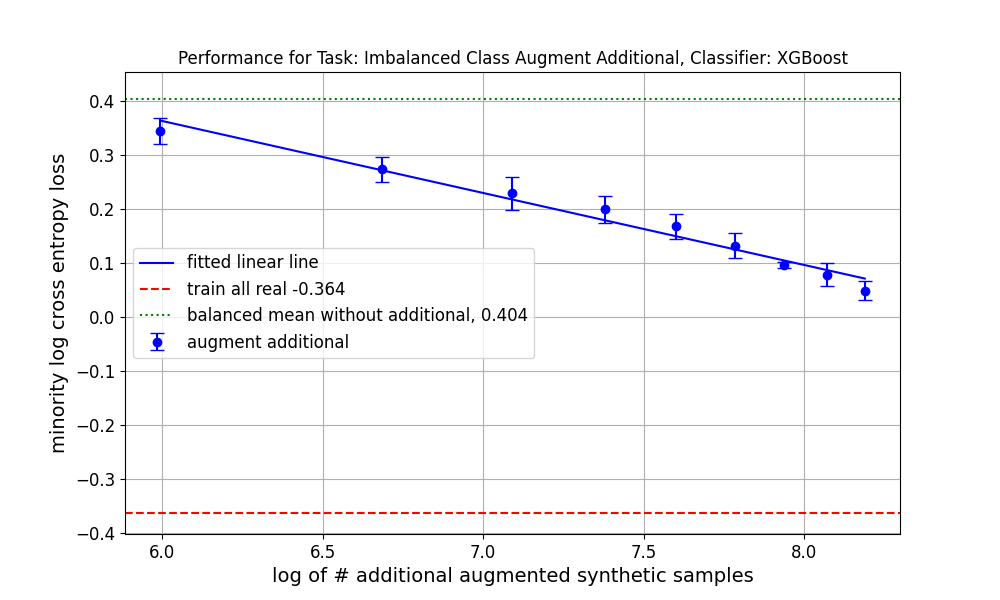 Performance for Task: Imbalanced Class Augment Additional, Classifier: XGBoost
minority log cross entropy loss
0.4
0.3
0.2
0.1
0.0
−0.1
−0.2
−0.3
−0.4
fitted linear line
train all real -0.364
balanced mean without additional, 0.404
augment additional
6.0 6.5 7.0 7.5 8.0
log of # additional augmented synthetic samples